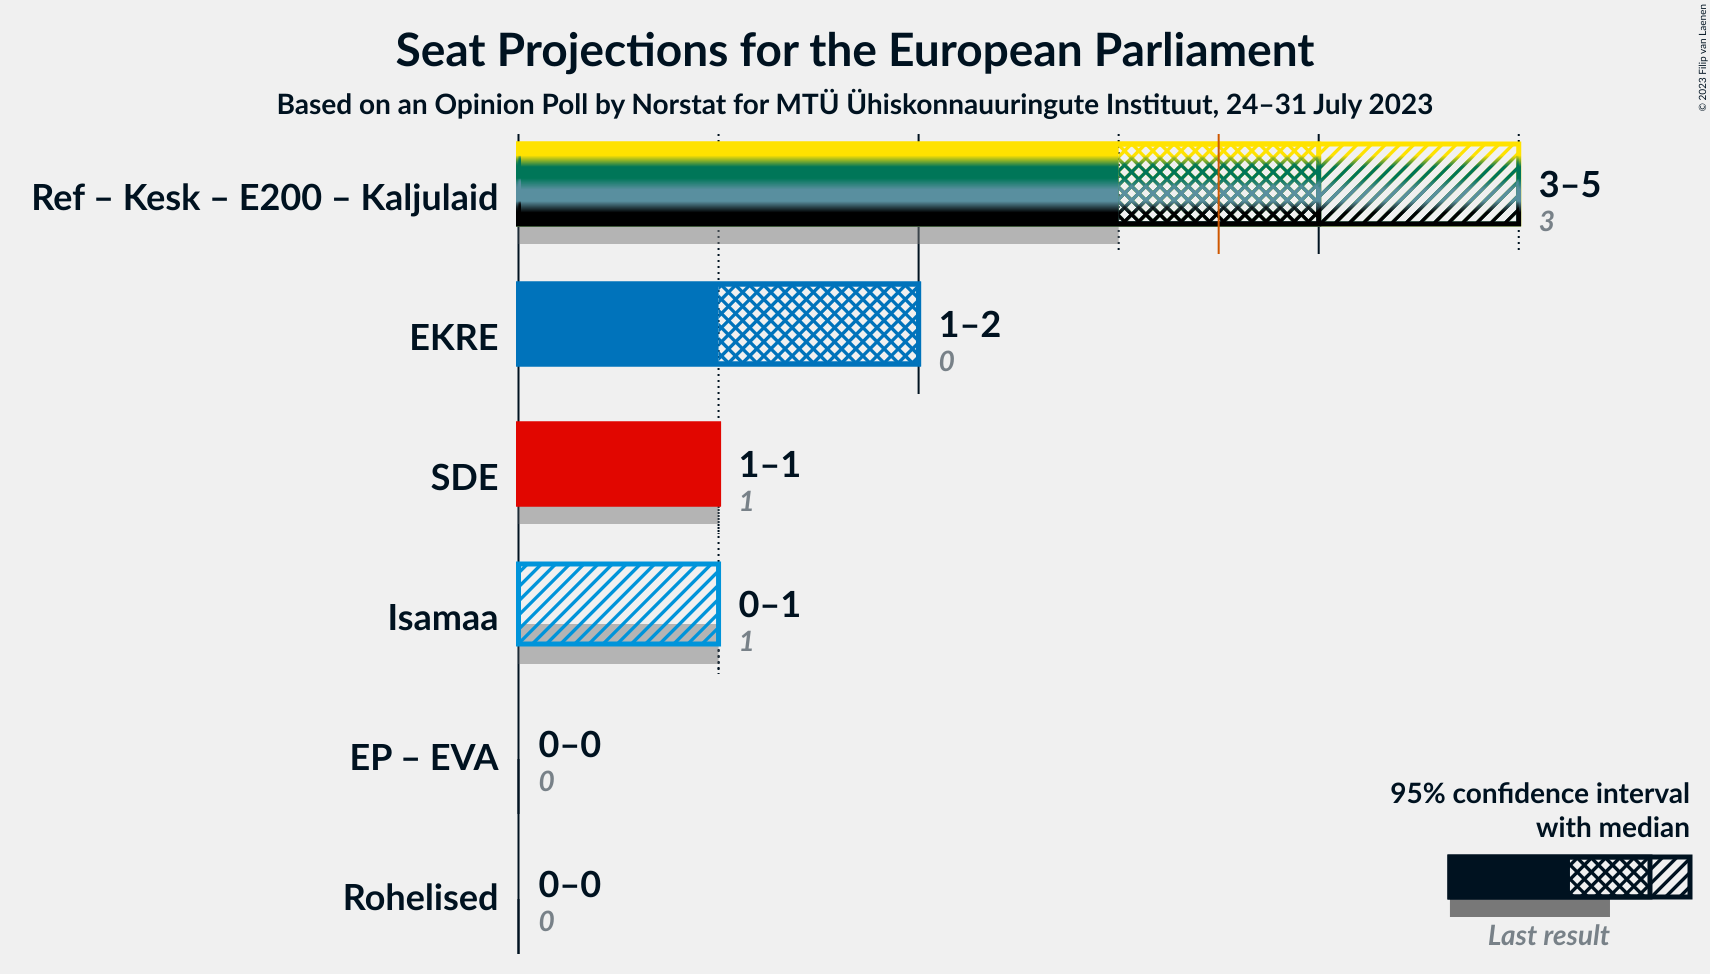 Seat Projections for the European Parliament
Based on an Opinion Poll by Norstat for MTÜ Ühiskonnauuringute Instituut, 24–31 July 2023
© 2023 Filip van Laenen
Ref – Kesk – E200 – Kaljulaid
3–5
3
EKRE
1–2
0
SDE
1–1
1
Isamaa
0–1
1
EP – EVA
0–0
0
Rohelised
0–0
0
95% confidence interval
with median
Last result